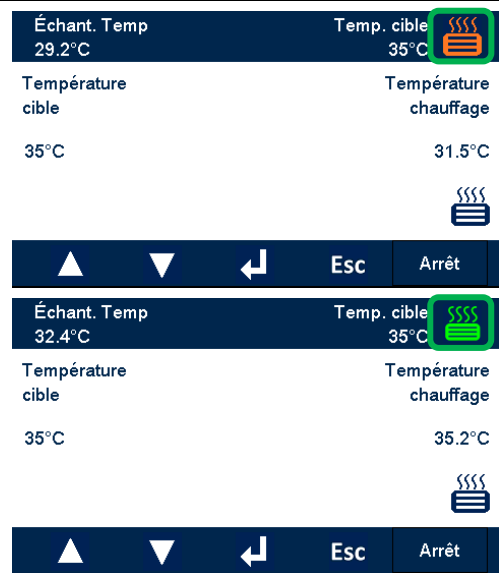 Échant. Temp
29.2°C
Temp. cible
35°C
Température
cible
35°C
Température
chauffage
31.5°C
Esc
Arrêt
Échant. Temp
32.4°C
Temp. cible
35°C
Température
cible
35°C
Température
chauffage
35.2°C
Esc
Arrêt